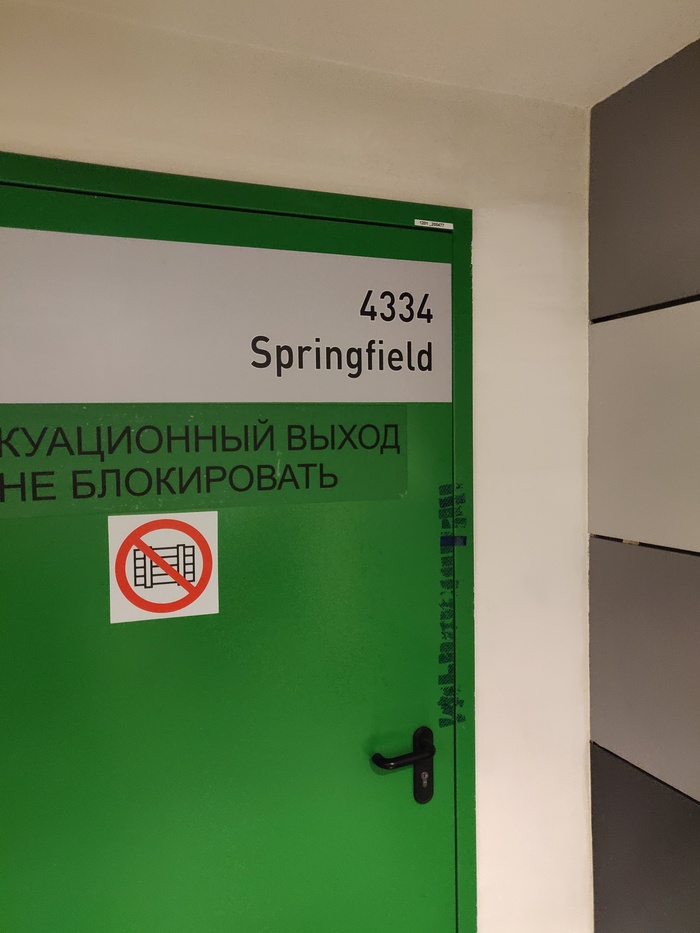 4334
Springfield
КУАЦИОННЫЙ ВЫХОД
НЕ БЛОКИРОВАТЬ